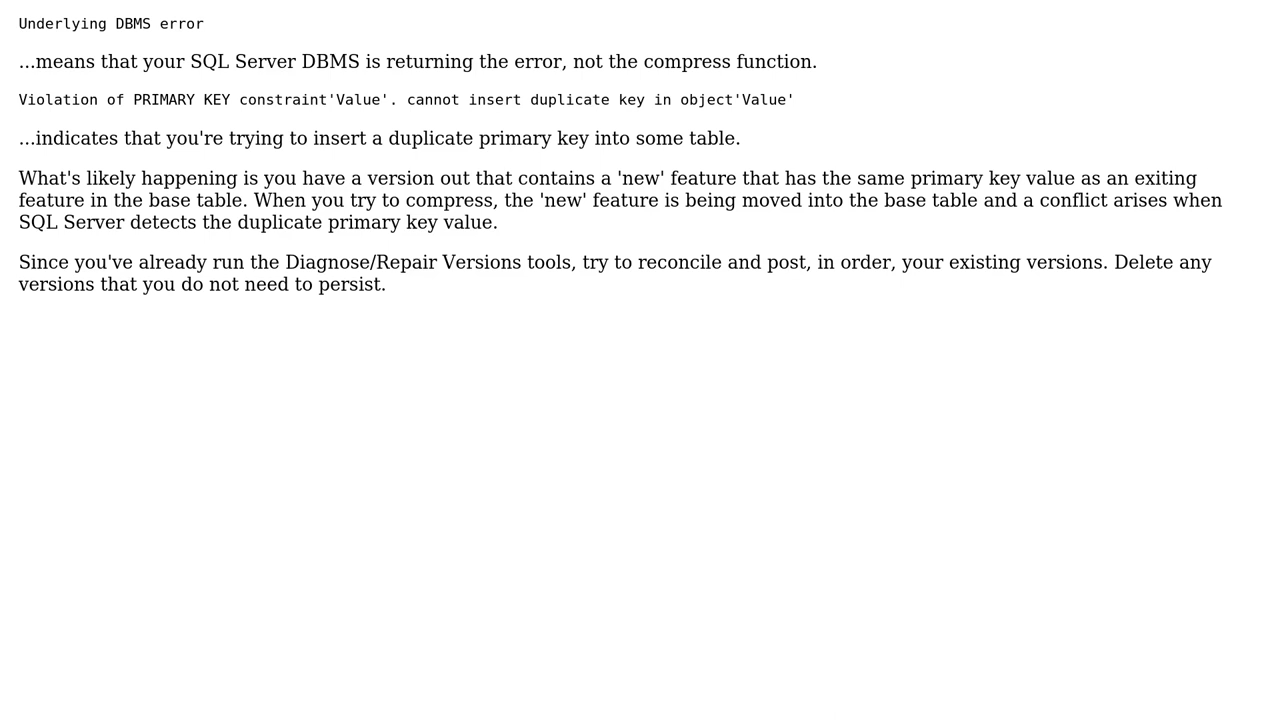 Underlying DBMS error
...means that your SQL Server DBMS is returning the error, not the compress function.
Violation of PRIMARY KEY constraint'Value'. cannot insert duplicate key in object'Value'
...indicates that you're trying to insert a duplicate primary key into some table.
What's likely happening is you have a version out that contains a 'new' feature that has the same primary key value as an exiting
feature in the base table. When you try to compress, the 'new' feature is being moved into the base table and a conflict arises when
SQL Server detects the duplicate primary key value.
Since you've already run the Diagnose/Repair Versions tools, try to reconcile and post, in order, your existing versions. Delete any
versions that you do not need to persist.